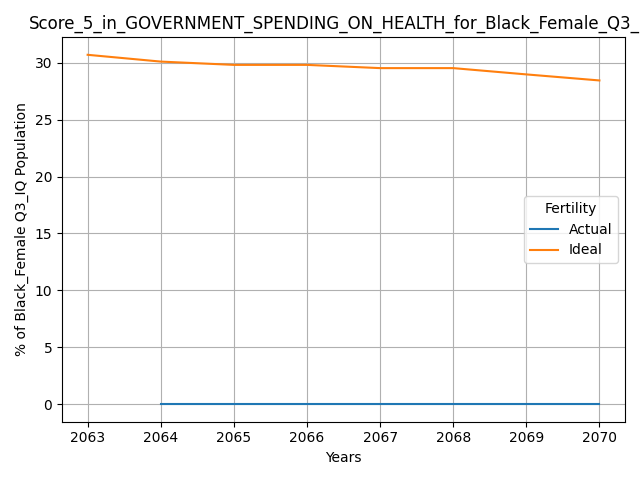 Score_5_in_GOVERNMENT_SPENDING_ON_HEALTH_for_Black_Female_Q3_
% of Black_Female Q3_IQ Population
30
25
20
15
10
5
0
Fertility
Actual
Ideal
2063 2064 2065 2066 2067 2068 2069 2070
Years